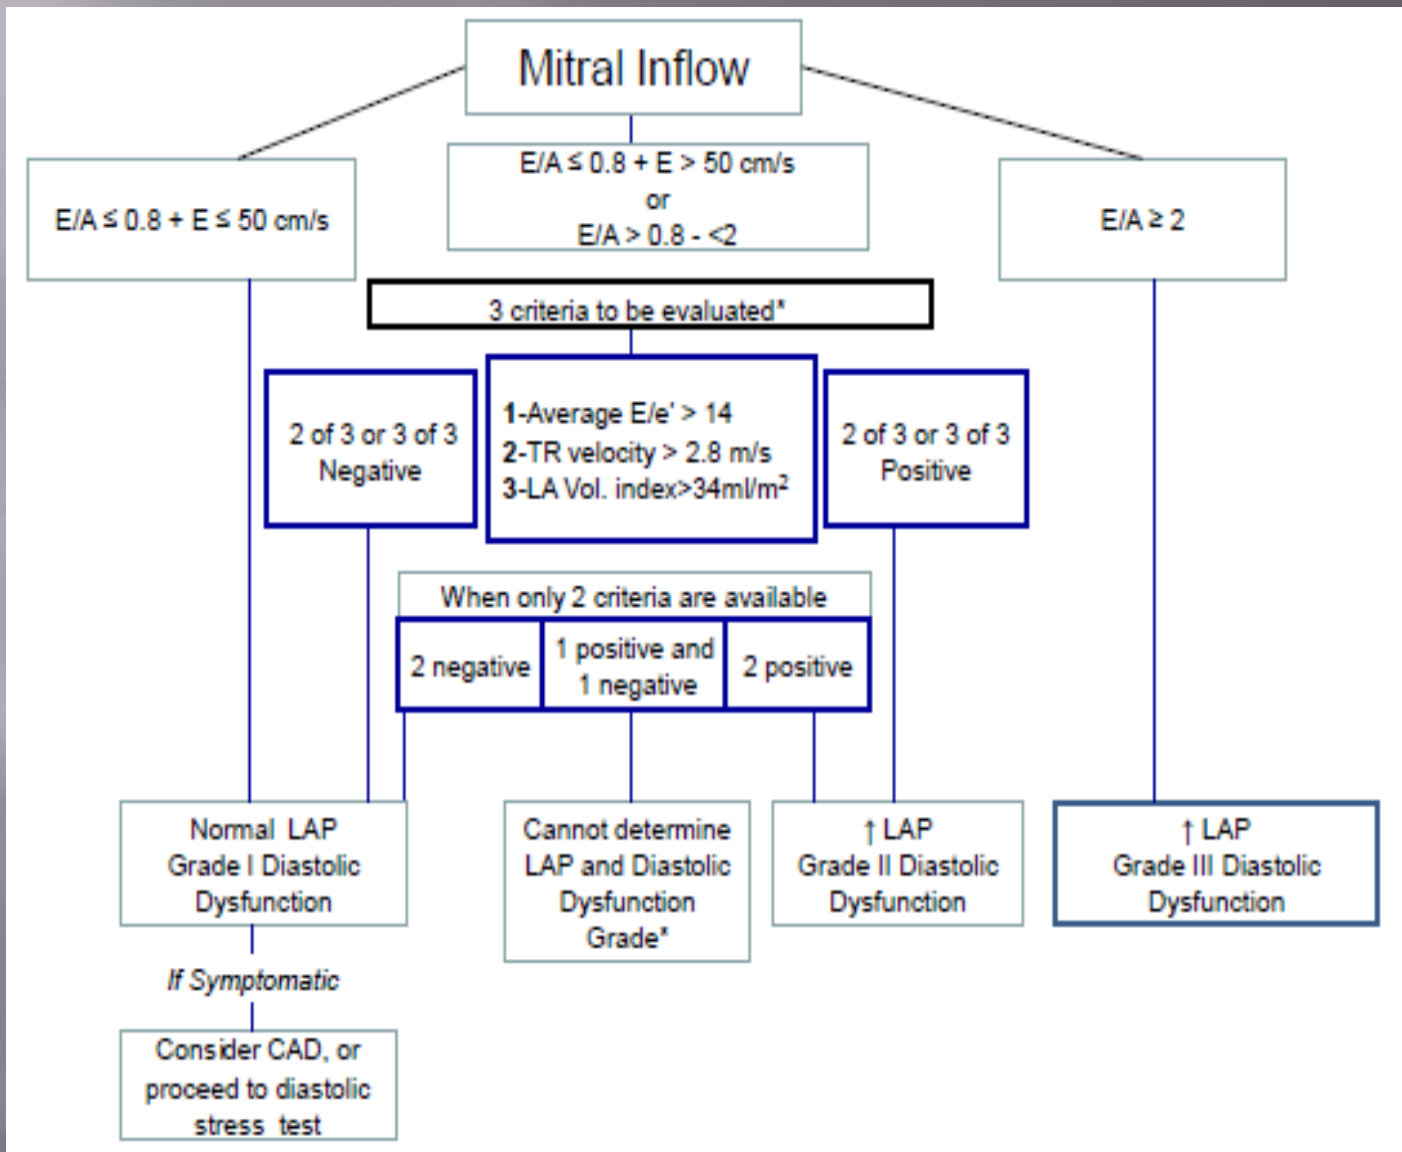 Mitral Inflow
E/A ≤ 0.8 + E ≤ 50 cm/s
E/A ≤ 0.8 + E > 50 cm/s
or
E/A > 0.8 - <2
E/A ≥ 2
3 criteria to be evaluated*
2 of 3 or 3 of 3
Negative
1-Average E/e' > 14
2-TR velocity > 2.8 m/s
3-LA Vol. index>34ml/m²
2 of 3 or 3 of 3
Positive
When only 2 criteria are available
2 negative
1 positive and
1 negative
2 positive
Normal LAP
Grade I Diastolic
Dysfunction
Cannot determine
LAP and Diastolic
Dysfunction
Grade*
↑ LAP
Grade II Diastolic
Dysfunction
↑ LAP
Grade III Diastolic
Dysfunction
If Symptomatic
Consider CAD, or
proceed to diastolic
stress test